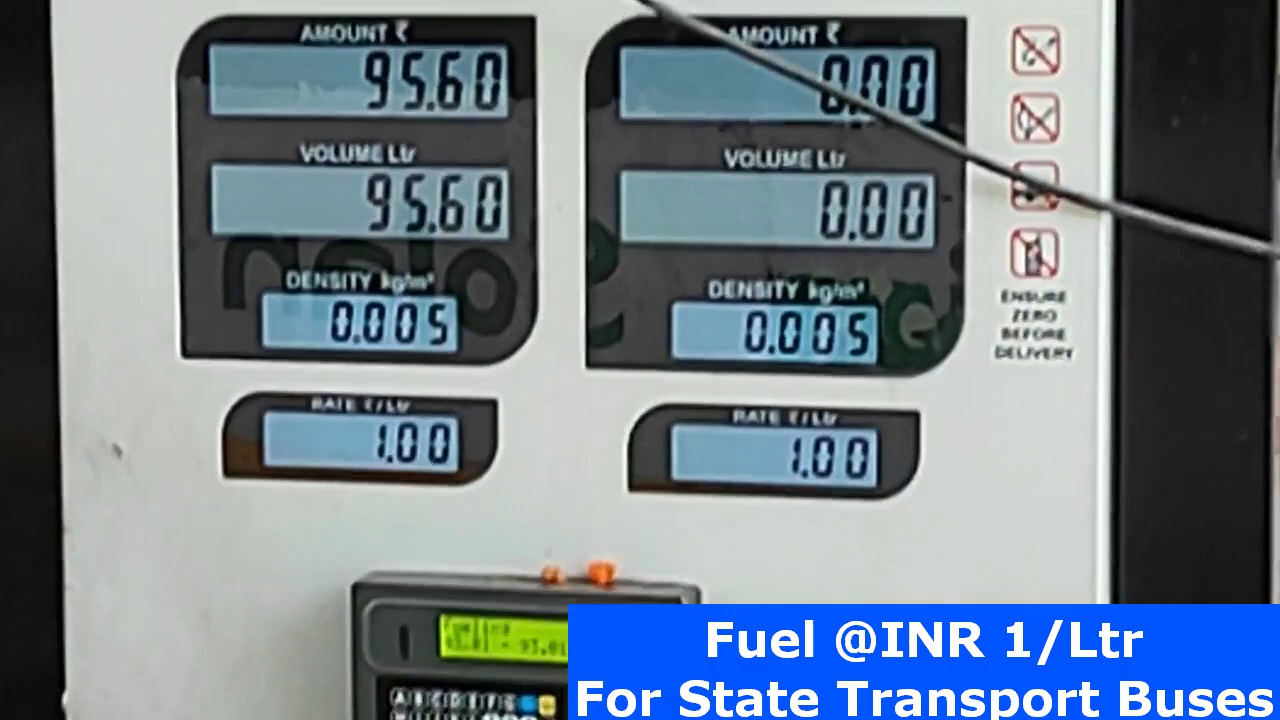 AMOUNT ₹
95.60
VOLUME Ltr
95.60
DENSITY kg/m³
0.005
RATE ₹/Ltr
1.00
AMOUNT ₹
0.00
VOLUME Ltr
0.00
DENSITY kg/m³
0.005
RATE ₹/Ltr
1.00
ENSURE
ZERO
BEFORE
DELIVERY
Fuelling
Fuel @INR 1/Ltr
For State Transport Buses